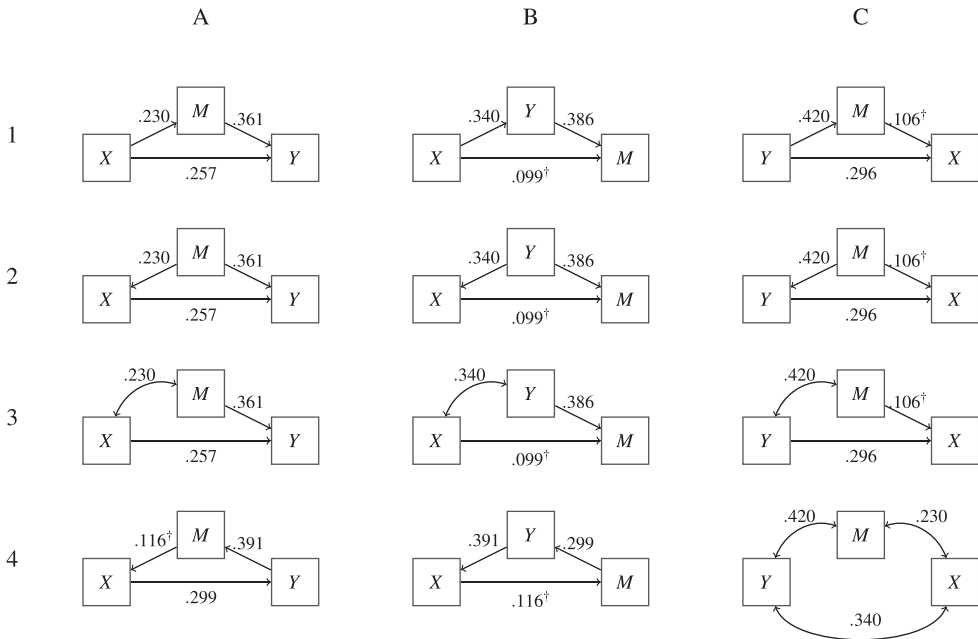 A B C
1
M Y M
.230 .361 .340 .386 .420 .106†
X Y X M Y X
.257 .099† .296
2
M Y M
.230 .361 .340 .386 .420 .106†
X Y X M Y X
.257 .099† .296
3
.230 .340 .420
M Y M
.361 .386 .106†
X Y X M Y X
.257 .099† .296
4
.420 .230
M Y M
.116† .391 .391 .299
X Y X M Y X
.299 .116† .340